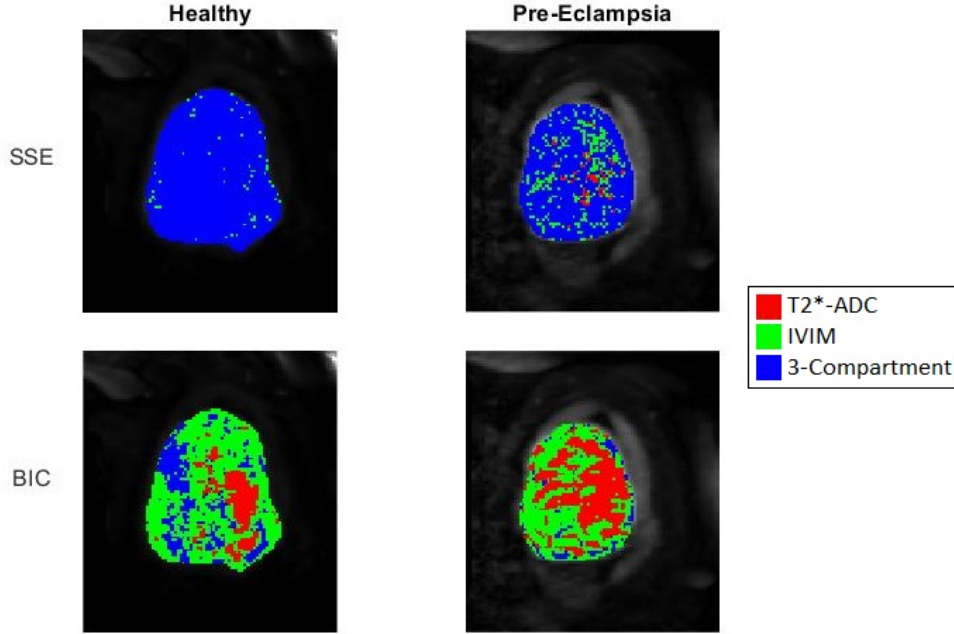 Healthy
Pre-Eclampsia
SSE
T2*-ADC
IVIM
3-Compartment
BIC